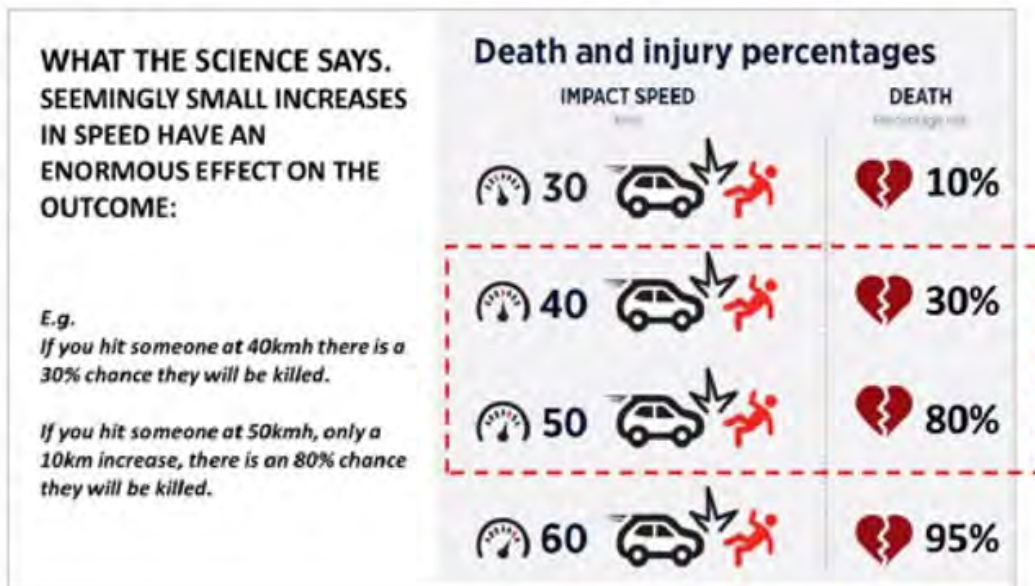 WHAT THE SCIENCE SAYS.
SEEMINGLY SMALL INCREASES
IN SPEED HAVE AN
ENORMOUS EFFECT ON THE
OUTCOME:
E.g.
If you hit someone at 40kmh there is a
30% chance they will be killed.
If you hit someone at 50kmh, only a
10km increase, there is an 80% chance
they will be killed.
Death and injury percentages
IMPACT SPEED
DEATH
Percentage risk
30 10%
40 30%
50 80%
60 95%